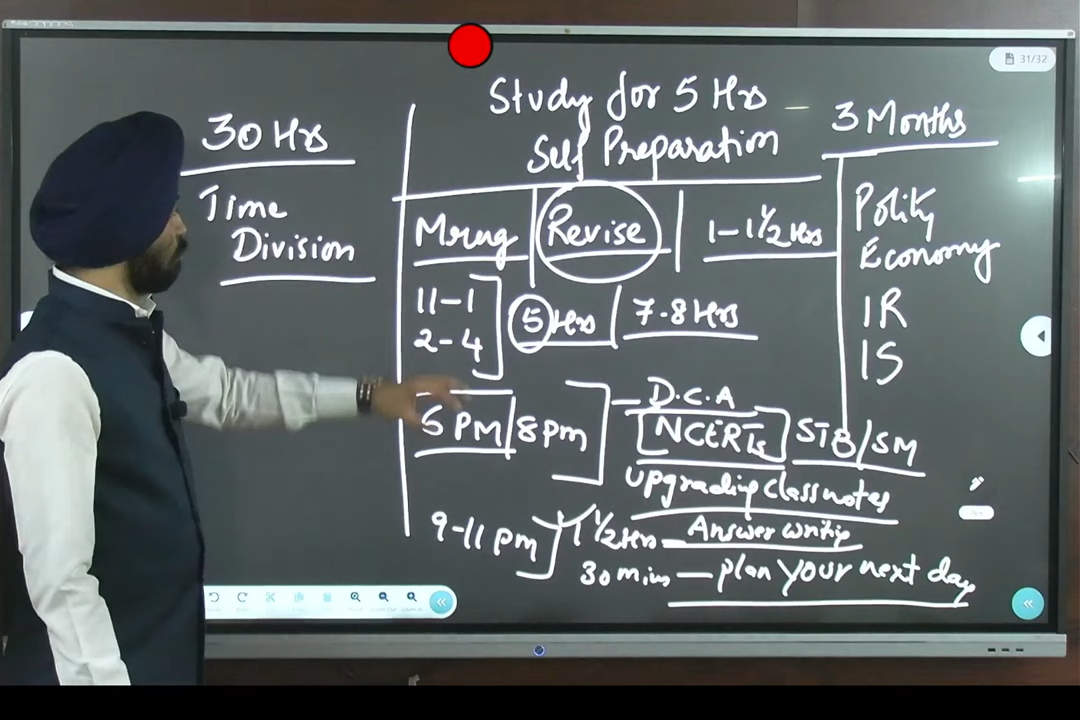 31/32
30 Hrs
Time
Division
Study for 5 Hrs
Self Preparation
Mrng
Revise
1-1½ Hrs
11-1
2-4
5 Hrs
7-8 Hrs
5 PM
8 pm
D.C.A
NCERTs
STB/SM
Upgrading class notes
9-11 pm
1 ½ Hrs - Answer writing
30 mins - plan your next day
3 Months
Polity
Economy
IR
IS